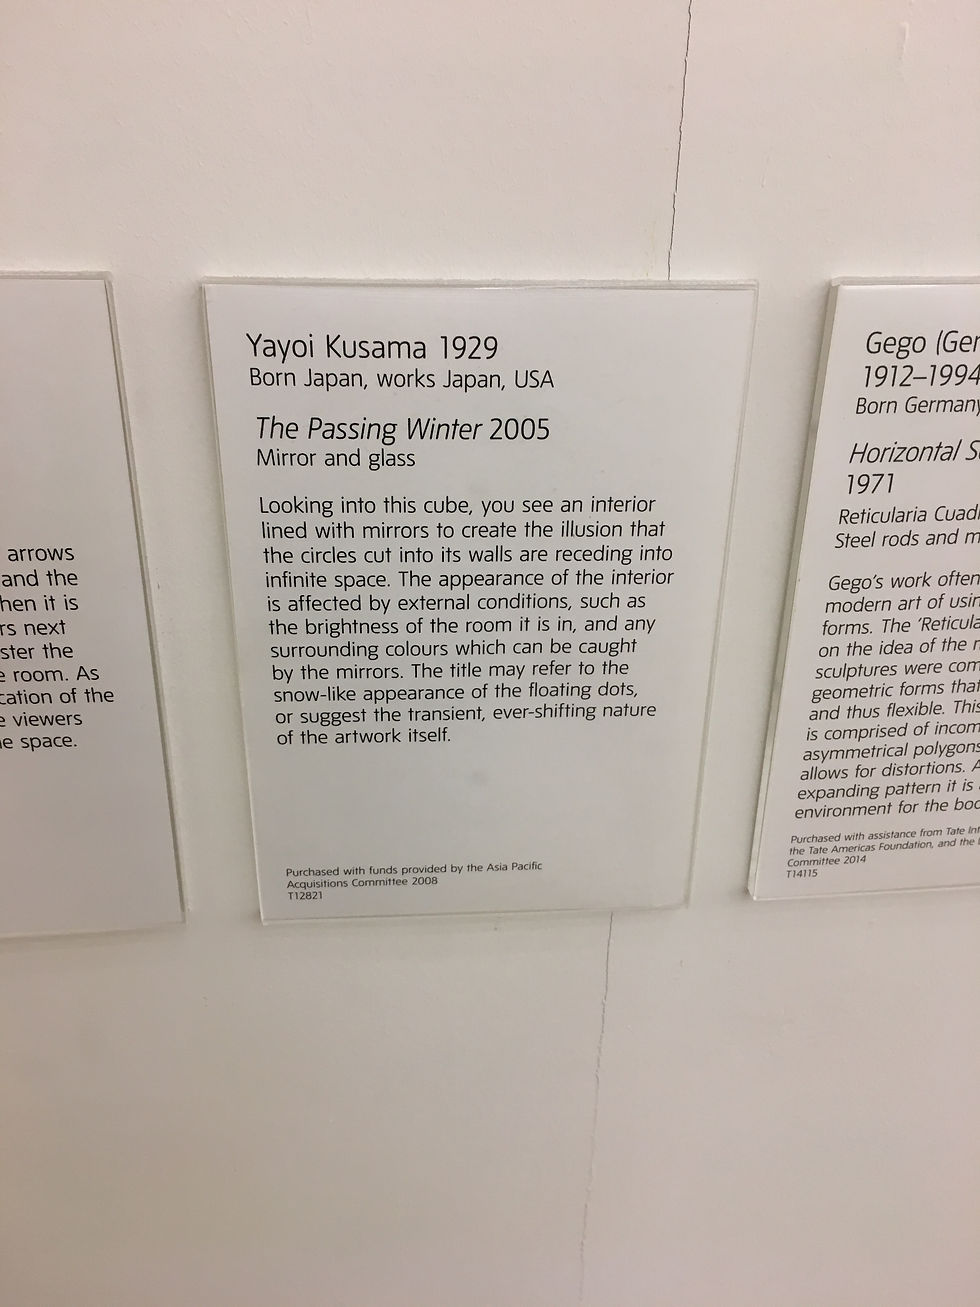 arrows
and the
hen it is
rs next
ster the
e room. As
cation of the
e viewers
e space.
Yayoi Kusama 1929
Born Japan, works Japan, USA
The Passing Winter 2005
Mirror and glass
Looking into this cube, you see an interior
lined with mirrors to create the illusion that
the circles cut into its walls are receding into
infinite space. The appearance of the interior
is affected by external conditions, such as
the brightness of the room it is in, and any
surrounding colours which can be caught
by the mirrors. The title may refer to the
snow-like appearance of the floating dots,
or suggest the transient, ever-shifting nature
of the artwork itself.
Purchased with funds provided by the Asia Pacific
Acquisitions Committee 2008
T12821
Gego (Ger
1912–1994
Born Germany
Horizontal S
1971
Reticularia Cuad
Steel rods and m
Gego's work often
modern art of usin
forms. The 'Reticula
on the idea of the
sculptures were com
geometric forms that
and thus flexible. This
is comprised of incom
asymmetrical polygons
allows for distortions. A
expanding pattern it is
environment for the bod
Purchased with assistance from Tate Int
the Tate Americas Foundation, and the
Committee 2014
T14115